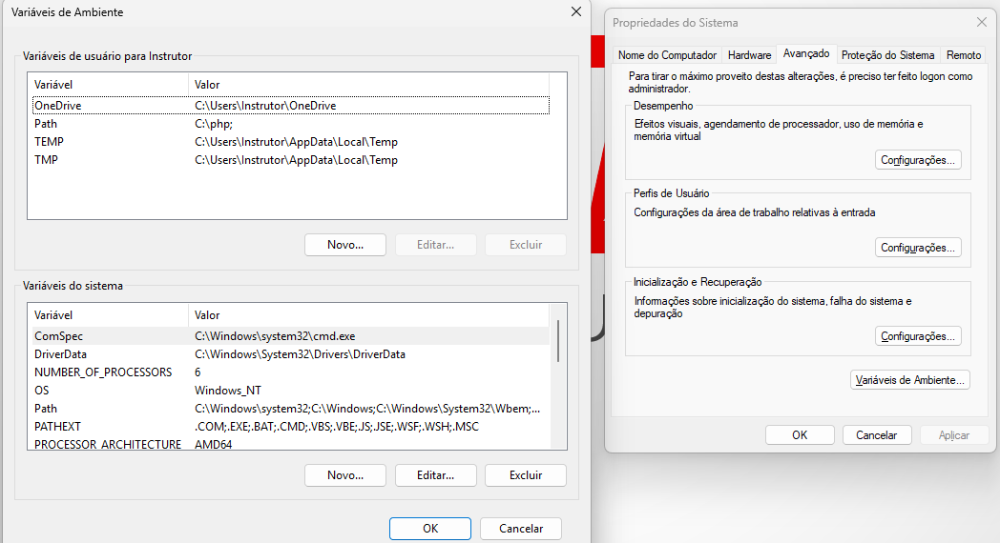 Variáveis de Ambiente
Variáveis de usuário para Instrutor
Variável Valor
OneDrive C:\Users\Instrutor\OneDrive
Path C:\php;
TEMP C:\Users\Instrutor\AppData\Local\Temp
TMP C:\Users\Instrutor\AppData\Local\Temp
Novo... Editar... Excluir
Variáveis do sistema
Variável Valor
ComSpec C:\Windows\system32\cmd.exe
DriverData C:\Windows\System32\Drivers\DriverData
NUMBER_OF_PROCESSORS 6
OS Windows_NT
Path C:\Windows\system32;C:\Windows;C:\Windows\System32\Wbem;...
PATHEXT .COM;.EXE;.BAT;.CMD;.VBS;.VBE;.JS;.JSE;.WSF;.WSH;.MSC
PROCESSOR_ARCHITECTURE AMD64
Novo... Editar... Excluir
OK Cancelar
Propriedades do Sistema
Nome do Computador Hardware Avançado Proteção do Sistema Remoto
Para tirar o máximo proveito destas alterações, é preciso ter feito logon como
administrador.
Desempenho
Efeitos visuais, agendamento de processador, uso de memória e
memória virtual
Configurações...
Perfis de Usuário
Configurações da área de trabalho relativas à entrada
Configurações...
Inicialização e Recuperação
Informações sobre inicialização do sistema, falha do sistema e
depuração
Configurações...
Variáveis de Ambiente...
OK Cancelar Aplicar